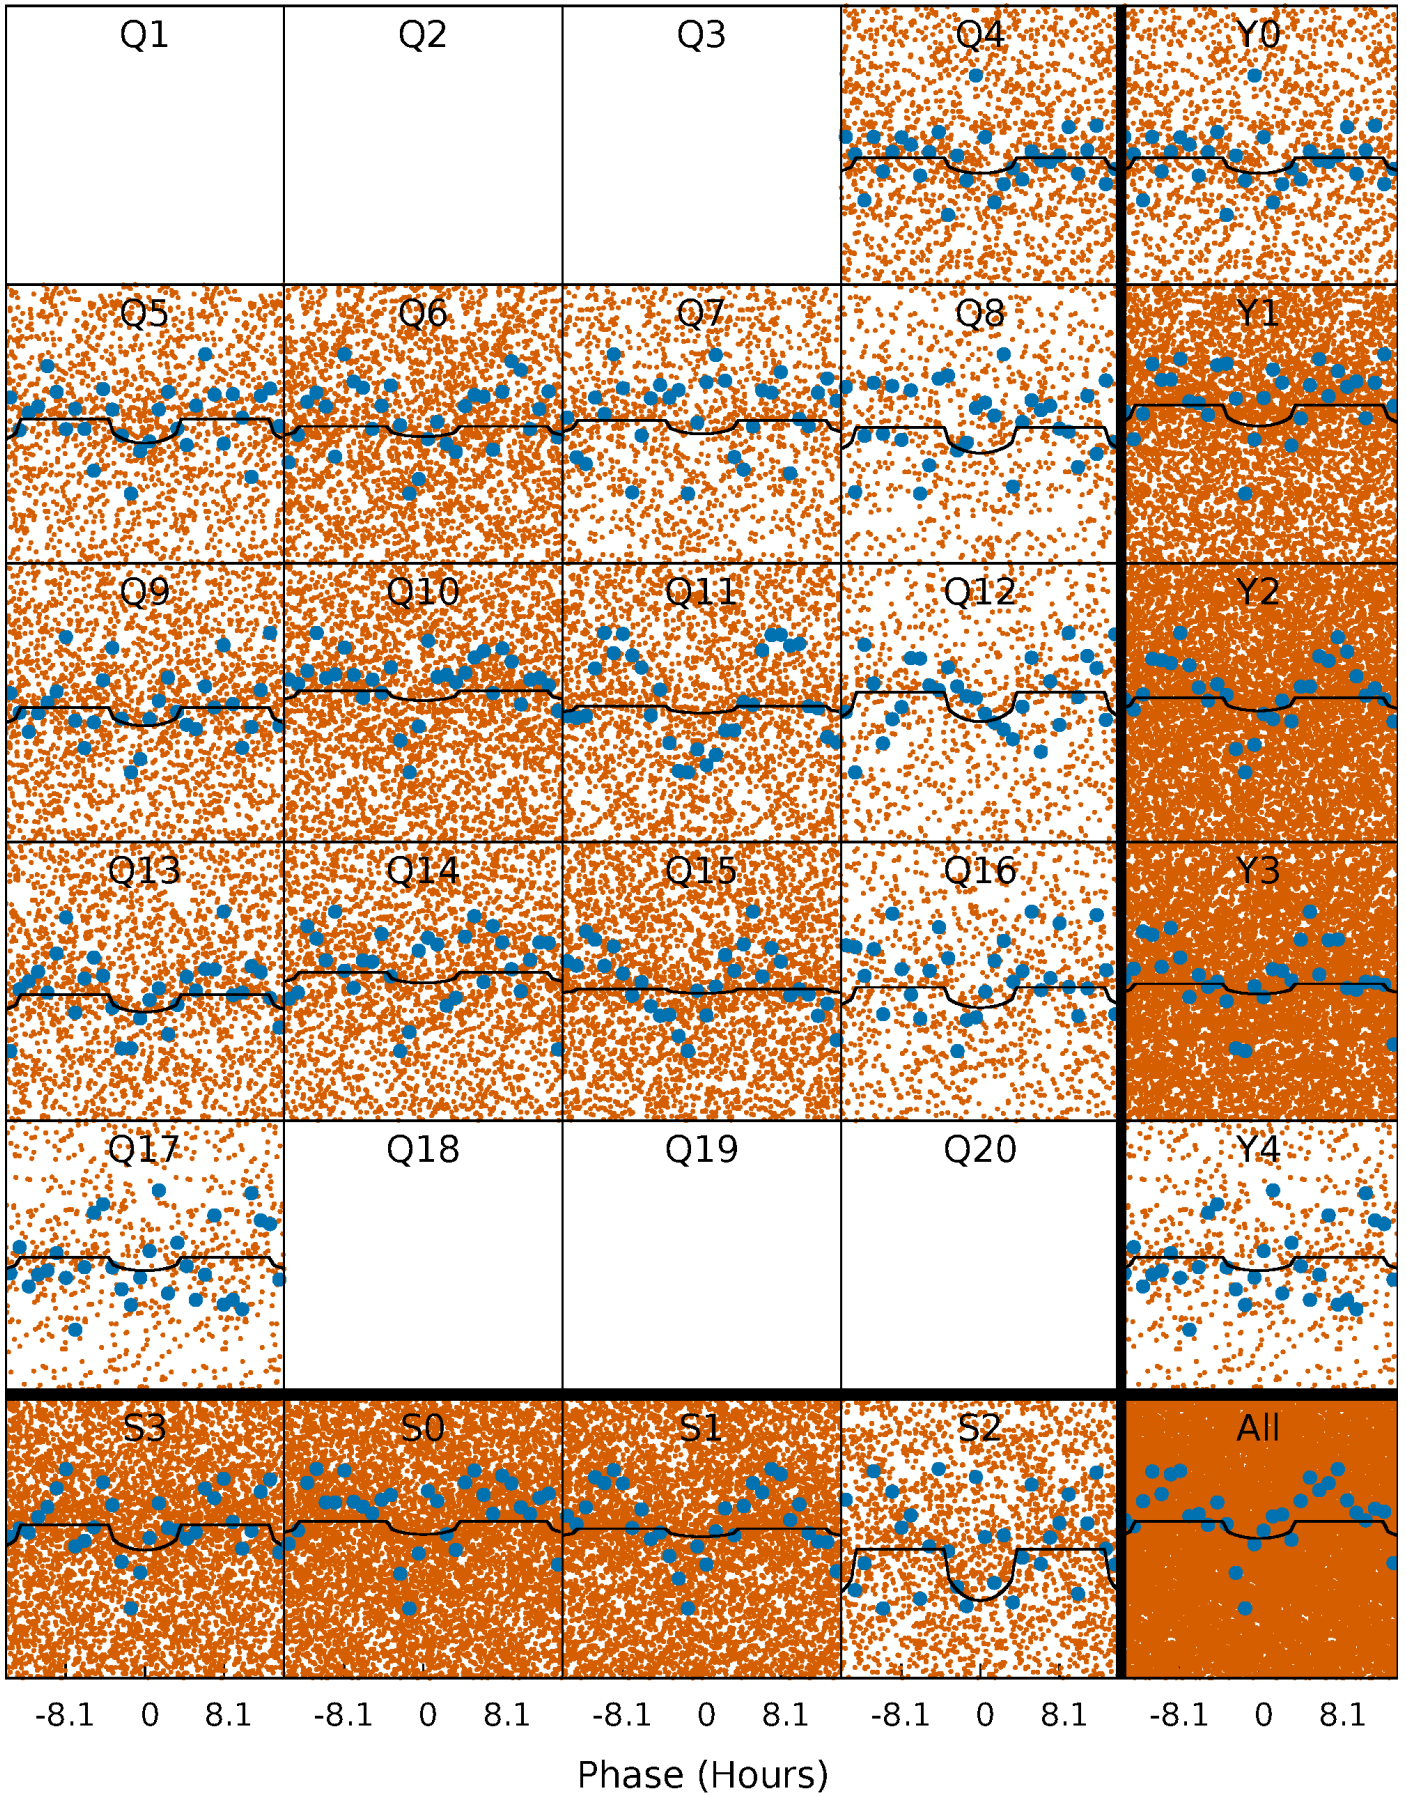 Q1 Q2 Q3 Q4 Y0
Q5 Q6 Q7 Q8 Y1
Q9 Q10 Q11 Q12 Y2
Q13 Q14 Q15 Q16 Y3
Q17 Q18 Q19 Q20 Y4
S3 S0 S1 S2 All
-8.1 0 8.1 -8.1 0 8.1 -8.1 0 8.1 -8.1 0 8.1 -8.1 0 8.1
Phase (Hours)